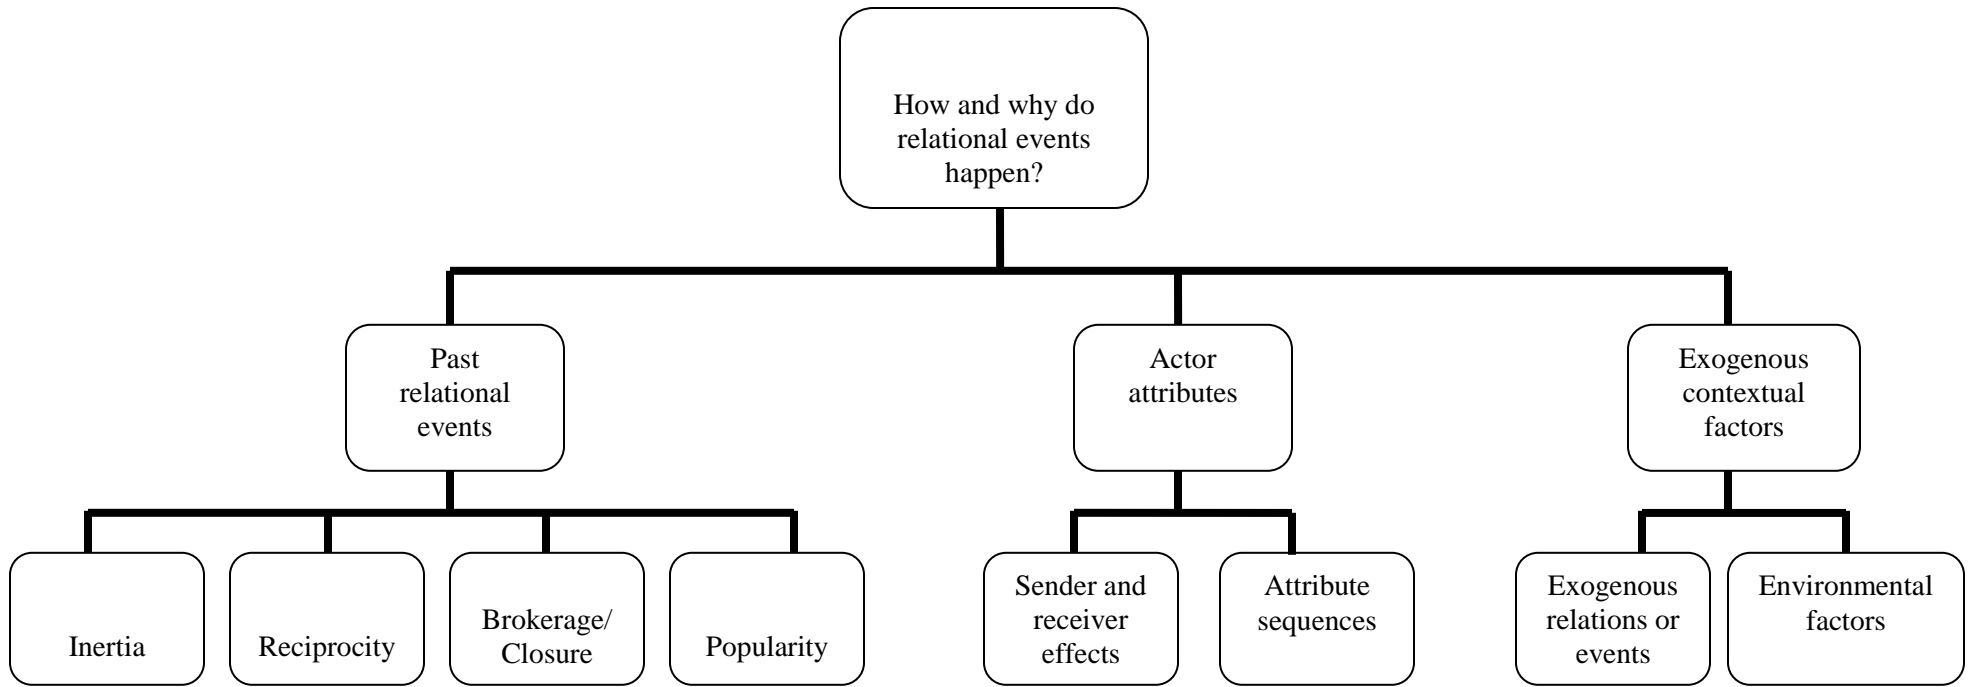 How and why do
relational events
happen?
Past
relational
events
Actor
attributes
Exogenous
contextual
factors
Inertia
Reciprocity
Brokerage/
Closure
Popularity
Sender and
receiver
effects
Attribute
sequences
Exogenous
relations or
events
Environmental
factors